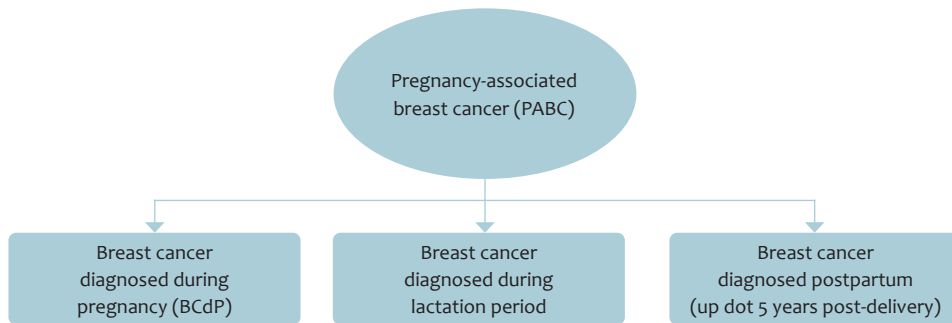 Pregnancy-associated
breast cancer (PABC)
Breast cancer
diagnosed during
pregnancy (BCdP)
Breast cancer
diagnosed during
lactation period
Breast cancer
diagnosed postpartum
(up dot 5 years post-delivery)